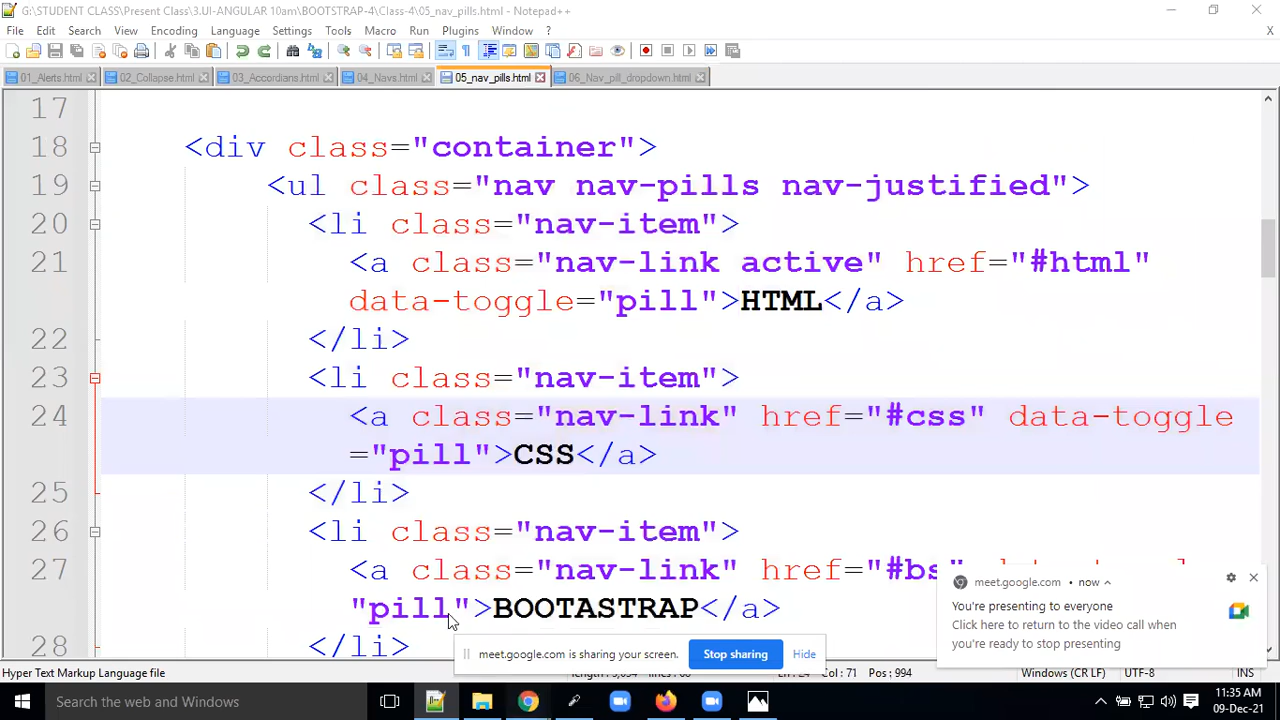 G:\STUDENT CLASS\Present Class\3.UI-ANGULAR 10am\BOOTSTRAP-4\Class-4\05_nav_pills.html - Notepad++
File Edit Search View Encoding Language Settings Tools Macro Run Plugins Window ?
X
01_Alerts.html 02_Collapse.html 03_Accordians.html 04_Navs.html 05_nav_pills.html 06_Nav_pill_dropdown.html
17
18 <div class="container">
19 <ul class="nav nav-pills nav-justified">
20 <li class="nav-item">
21 <a class="nav-link active" href="#html"
data-toggle="pill">HTML</a>
22 </li>
23 <li class="nav-item">
24 <a class="nav-link" href="#css" data-toggle
="pill">CSS</a>
25 </li>
26 <li class="nav-item">
27 <a class="nav-link" href="#bs"
"pill">BOOTASTRAP</a>
28 </li>
meet.google.com • now
You're presenting to everyone
Click here to return to the video call when
you're ready to stop presenting
meet.google.com is sharing your screen. Stop sharing Hide
Hyper Text Markup Language file Col : 71 Pos : 994 Windows (CR LF) UTF-8 INS
Search the web and Windows
11:35 AM
09-Dec-21